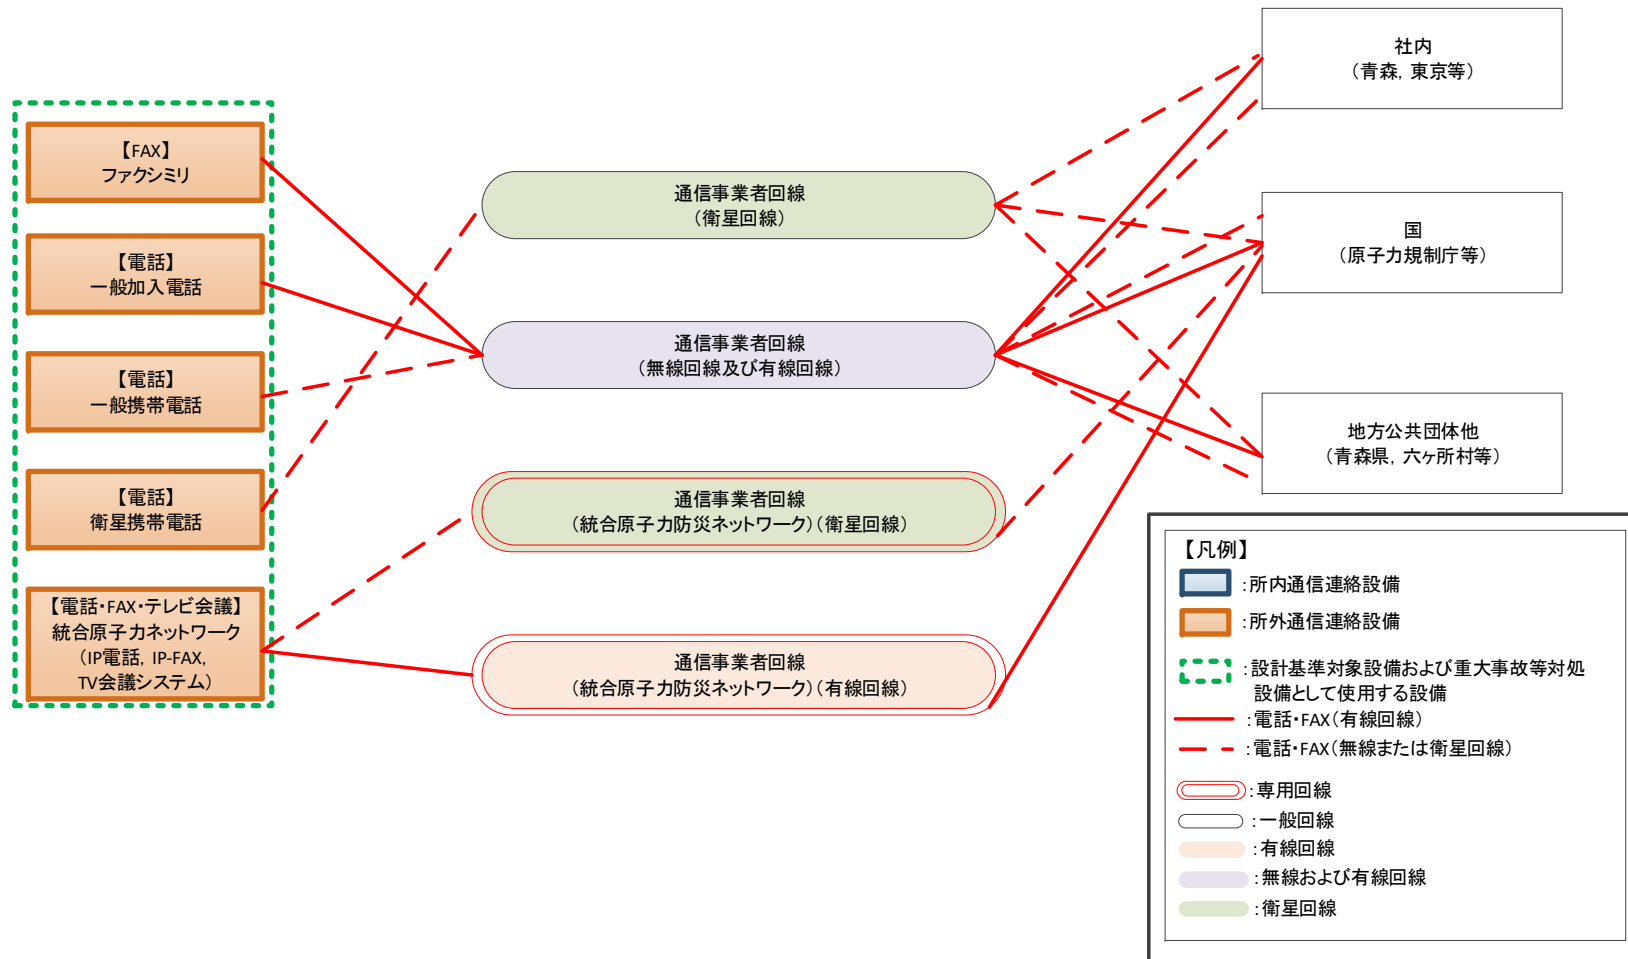 【FAX】
ファクシミリ
【電話】
一般加入電話
【電話】
一般携帯電話
【電話】
衛星携帯電話
【電話・FAX・テレビ会議】
統合原子力ネットワーク
(IP電話, IP-FAX,
TV会議システム)
通信事業者回線
(衛星回線)
通信事業者回線
(無線回線及び有線回線)
通信事業者回線
(統合原子力防災ネットワーク)(衛星回線)
通信事業者回線
(統合原子力防災ネットワーク)(有線回線)
社内
(青森, 東京等)
国
(原子力規制庁等)
地方公共団体他
(青森県, 六ヶ所村等)
【凡例】
:所内通信連絡設備
:所外通信連絡設備
:設計基準対象設備および重大事故等対処
設備として使用する設備
:電話・FAX(有線回線)
:電話・FAX(無線または衛星回線)
:専用回線
:一般回線
:有線回線
:無線および有線回線
:衛星回線